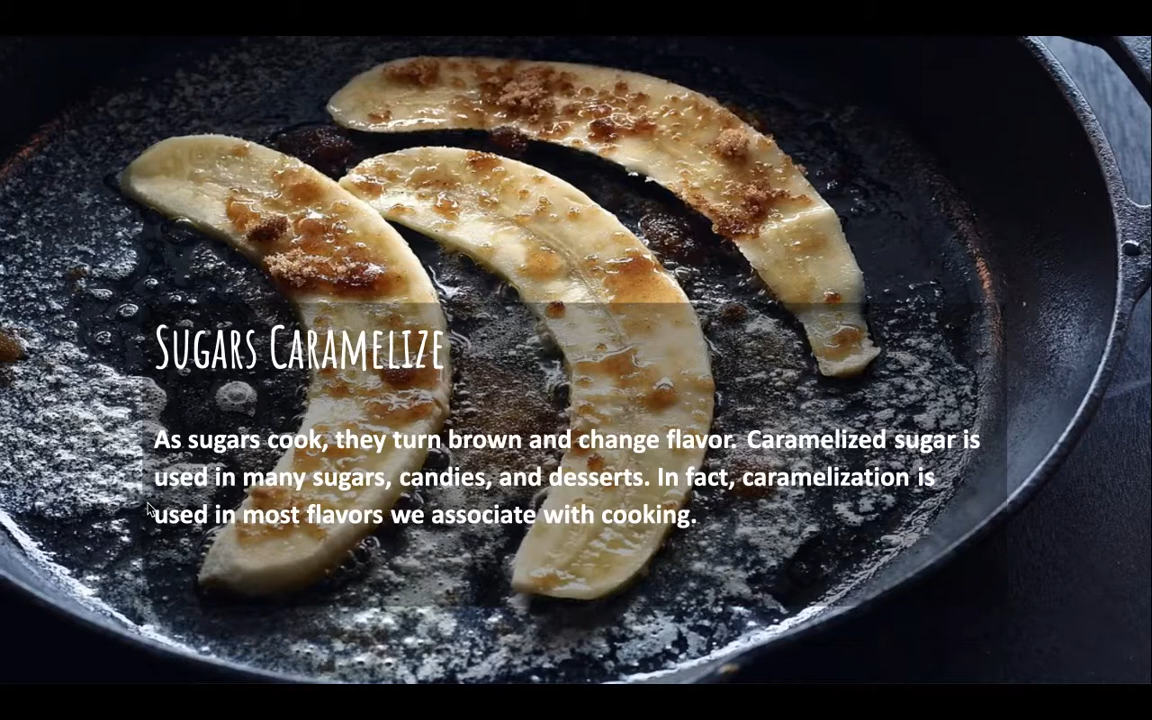 Sugars Caramelize
As sugars cook, they turn brown and change flavor. Caramelized sugar is
used in many sugars, candies, and desserts. In fact, caramelization is
used in most flavors we associate with cooking.